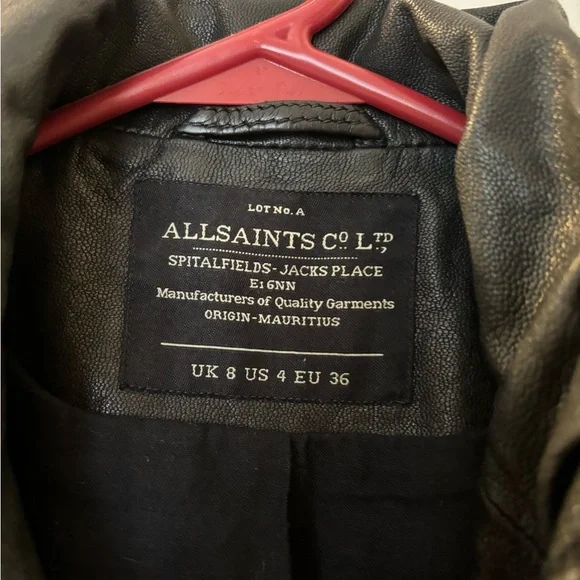 LOT NO. A
ALLSAINTS Cº LTD
SPITALFIELDS-JACKS PLACE
E16NN
Manufacturers of Quality Garments
ORIGIN-MAURITIUS
UK 8 US 4 EU 36